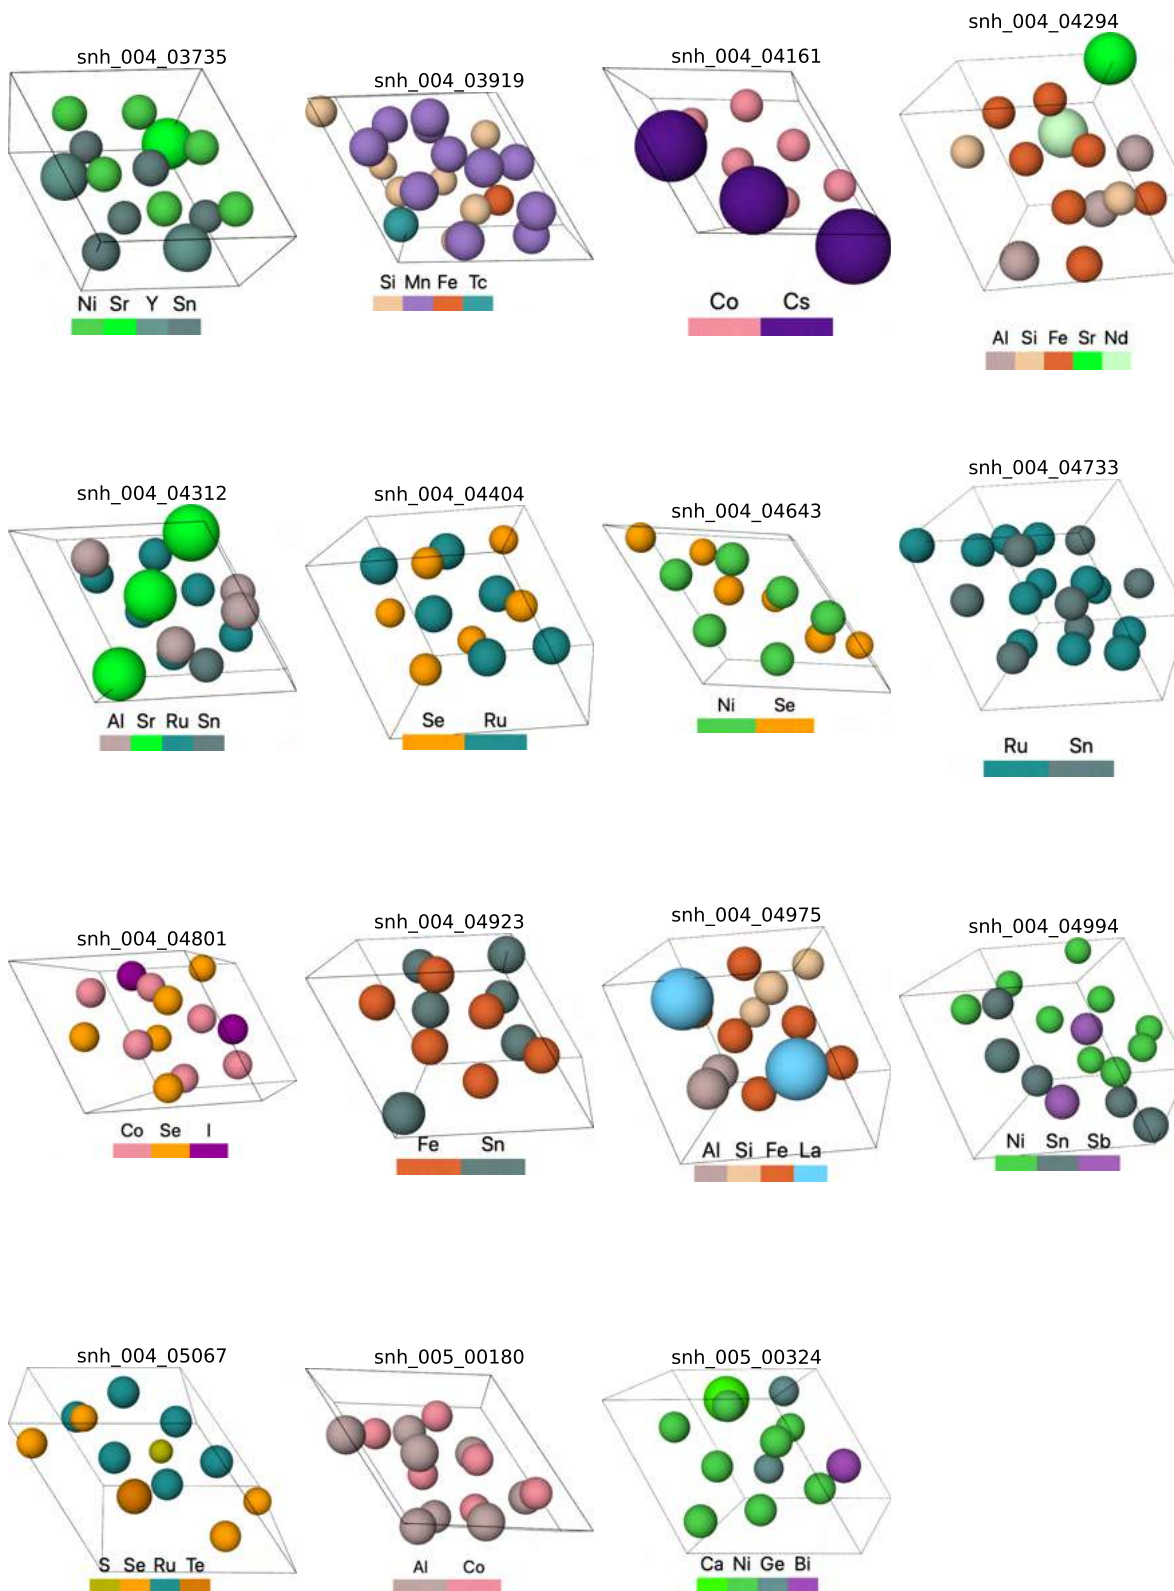 snh_004_03735
Ni Sr Y Sn
snh_004_03919
Si Mn Fe Tc
snh_004_04161
Co Cs
snh_004_04294
Al Si Fe Sr Nd
snh_004_04312
Al Sr Ru Sn
snh_004_04404
Se Ru
snh_004_04643
Ni Se
snh_004_04733
Ru Sn
snh_004_04801
Co Se I
snh_004_04923
Fe Sn
snh_004_04975
Al Si Fe La
snh_004_04994
Ni Sn Sb
snh_004_05067
S Se Ru Te
snh_005_00180
Al Co
snh_005_00324
Ca Ni Ge Bi